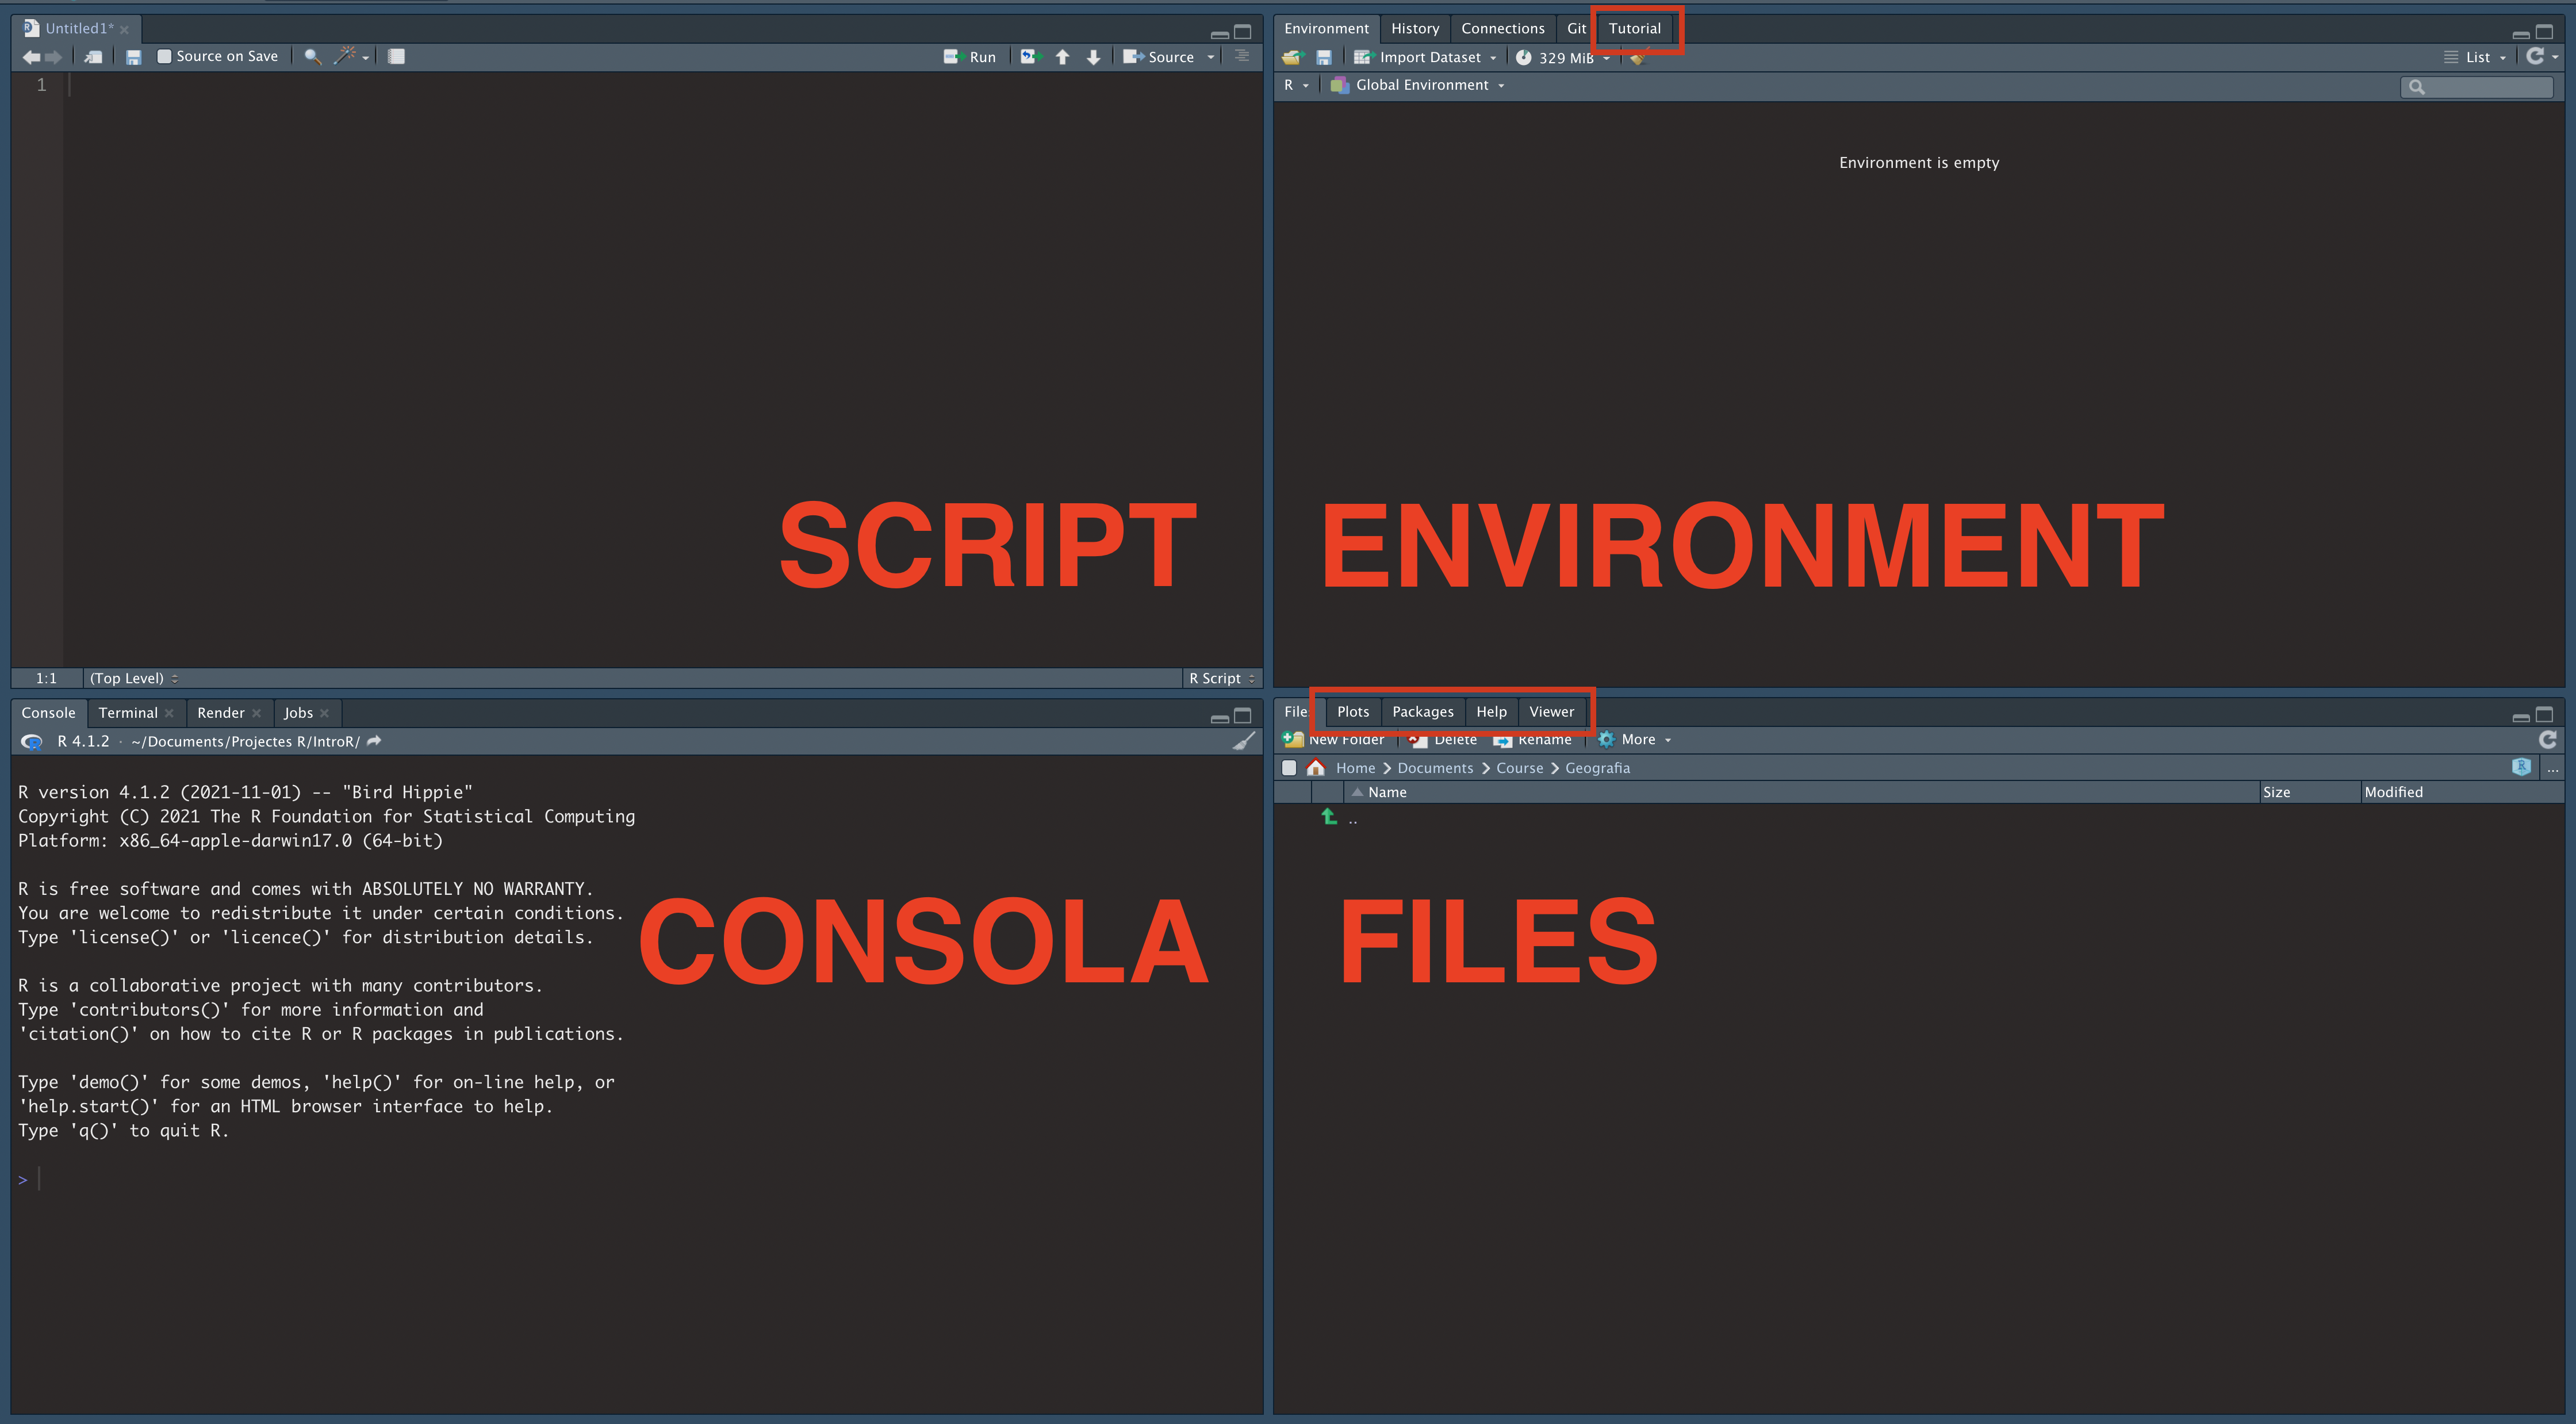 Untitled1*
Source on Save
Run
Source
1
SCRIPT
1:1 (Top Level)
R Script
Environment History Connections Git Tutorial
Import Dataset 329 MiB List
R Global Environment
Environment is empty
ENVIRONMENT
Console Terminal Render Jobs
R 4.1.2 · ~/Documents/Projectes R/IntroR/
R version 4.1.2 (2021-11-01) -- "Bird Hippie"
Copyright (C) 2021 The R Foundation for Statistical Computing
Platform: x86_64-apple-darwin17.0 (64-bit)
R is free software and comes with ABSOLUTELY NO WARRANTY.
You are welcome to redistribute it under certain conditions.
Type 'license()' or 'licence()' for distribution details.
R is a collaborative project with many contributors.
Type 'contributors()' for more information and
'citation()' on how to cite R or R packages in publications.
Type 'demo()' for some demos, 'help()' for on-line help, or
'help.start()' for an HTML browser interface to help.
Type 'q()' to quit R.
>
CONSOLA
Files Plots Packages Help Viewer
New Folder Delete Rename More
Home > Documents > Course > Geografia
R ...
Name Size Modified
..
FILES